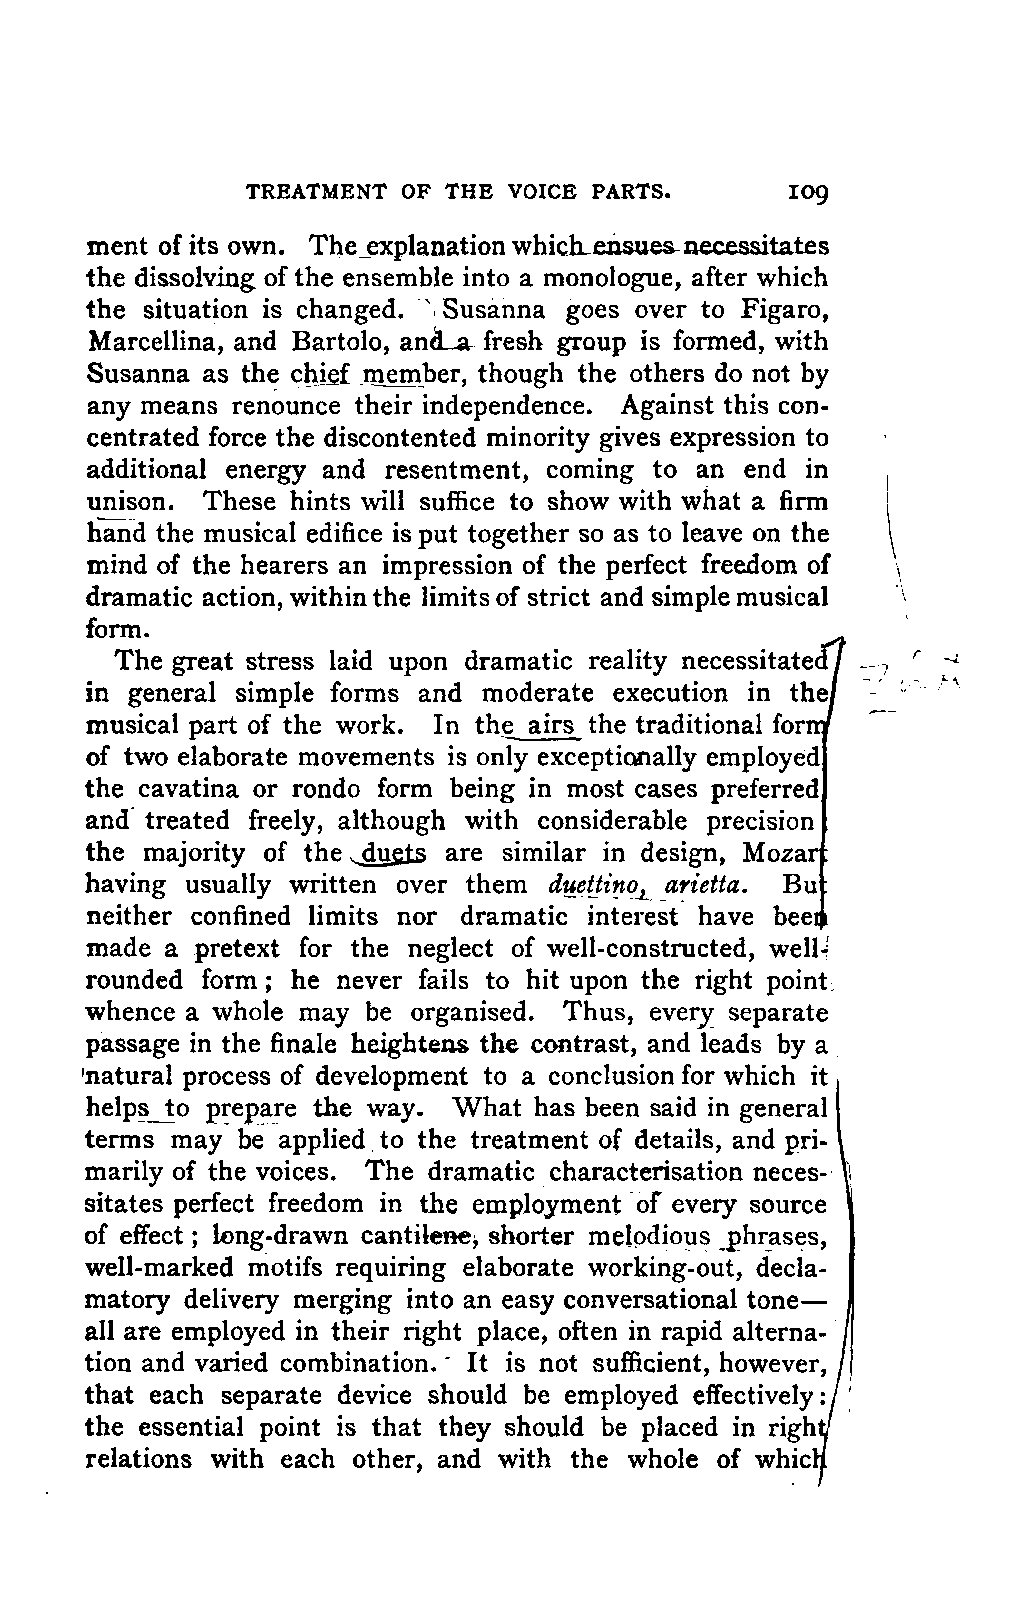 TREATMENT OF THE VOICE PARTS. 109
ment of its own. The explanation which ensues necessitates
the dissolving of the ensemble into a monologue, after which
the situation is changed. Susanna goes over to Figaro,
Marcellina, and Bartolo, and a fresh group is formed, with
Susanna as the chief member, though the others do not by
any means renounce their independence. Against this con-
centrated force the discontented minority gives expression to
additional energy and resentment, coming to an end in
unison. These hints will suffice to show with what a firm
hand the musical edifice is put together so as to leave on the
mind of the hearers an impression of the perfect freedom of
dramatic action, within the limits of strict and simple musical
form.
The great stress laid upon dramatic reality necessitated
in general simple forms and moderate execution in the
musical part of the work. In the airs the traditional form
of two elaborate movements is only exceptionally employed
the cavatina or rondo form being in most cases preferred
and treated freely, although with considerable precision
the majority of the duets are similar in design, Mozart
having usually written over them duettino, arietta. But
neither confined limits nor dramatic interest have been
made a pretext for the neglect of well-constructed, well-
rounded form; he never fails to hit upon the right point
whence a whole may be organised. Thus, every separate
passage in the finale heightens the contrast, and leads by a
natural process of development to a conclusion for which it
helps to prepare the way. What has been said in general
terms may be applied to the treatment of details, and pri-
marily of the voices. The dramatic characterisation neces-
sitates perfect freedom in the employment of every source
of effect; long-drawn cantilene, shorter melodious phrases,
well-marked motifs requiring elaborate working-out, decla-
matory delivery merging into an easy conversational tone—
all are employed in their right place, often in rapid alterna-
tion and varied combination. It is not sufficient, however,
that each separate device should be employed effectively:
the essential point is that they should be placed in right
relations with each other, and with the whole of which